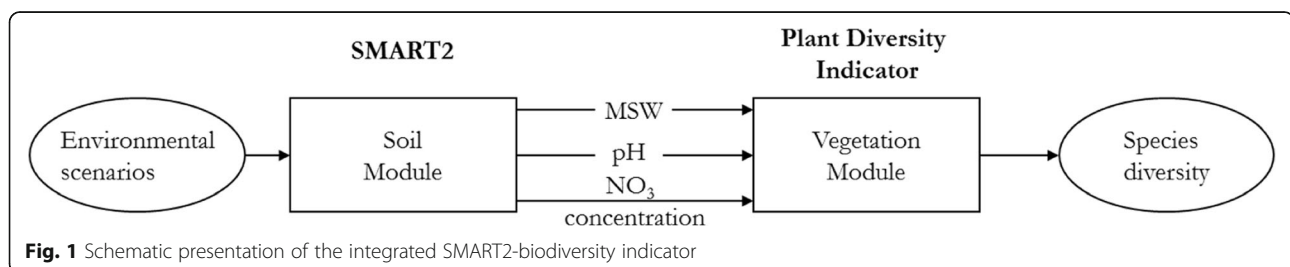 SMART2
Plant Diversity
Indicator
Environmental
scenarios
Soil
Module
MSW
pH
NO₃
concentration
Vegetation
Module
Species
diversity
Fig. 1 Schematic presentation of the integrated SMART2-biodiversity indicator